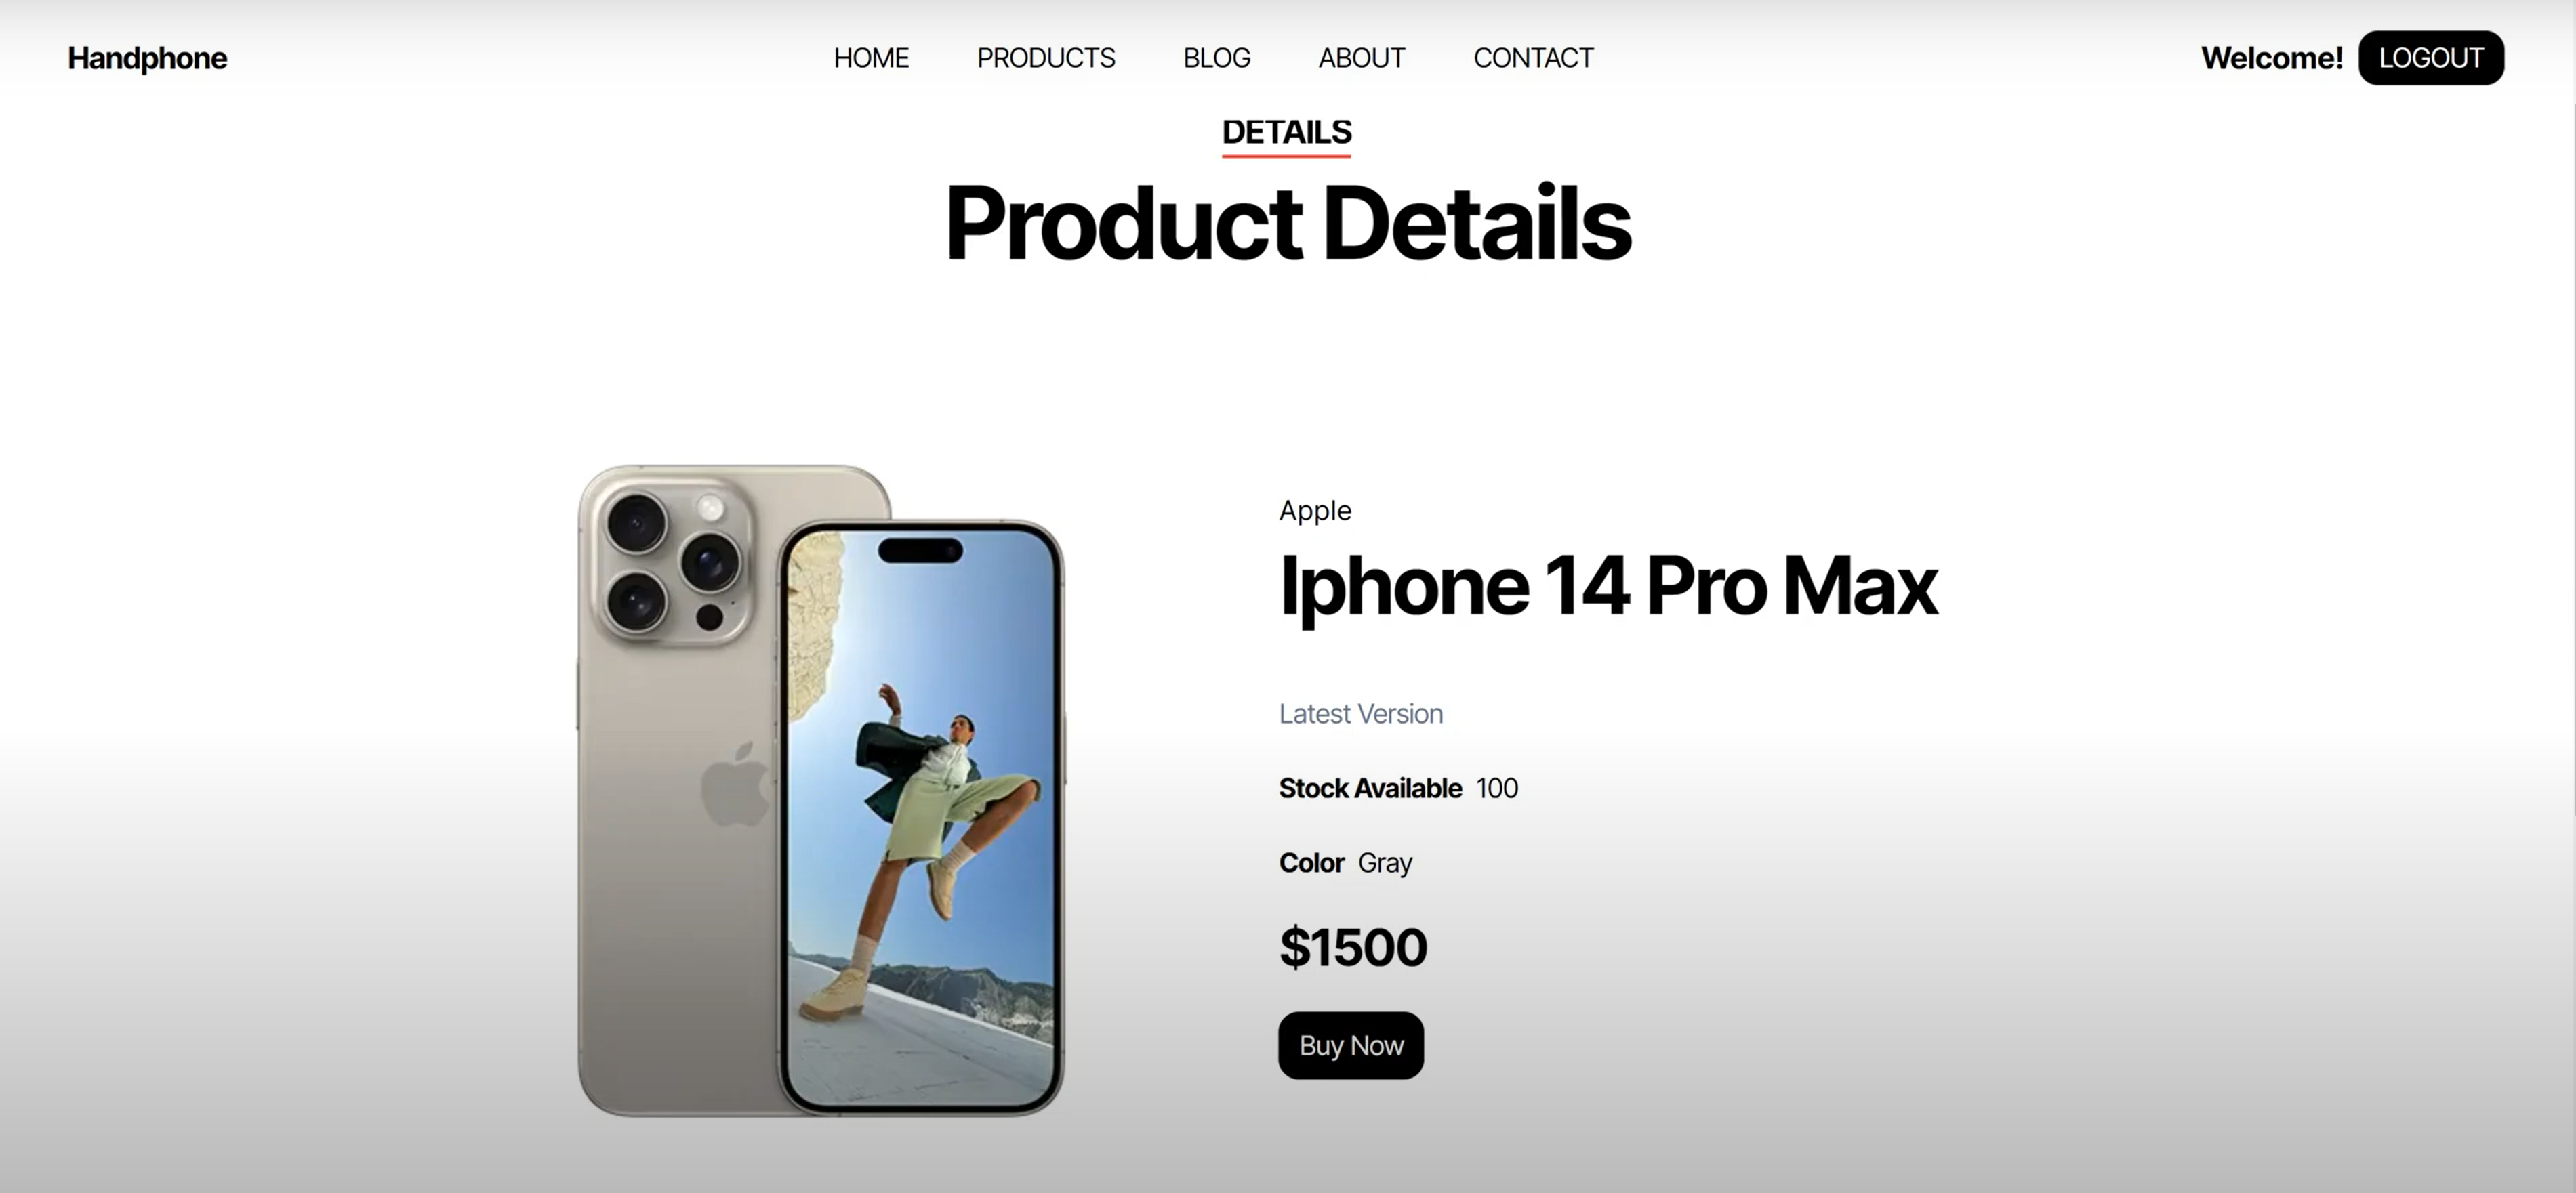 Handphone
HOME PRODUCTS BLOG ABOUT CONTACT
Welcome! LOGOUT
DETAILS
Product Details
Apple
Iphone 14 Pro Max
Latest Version
Stock Available 100
Color Gray
$1500
Buy Now